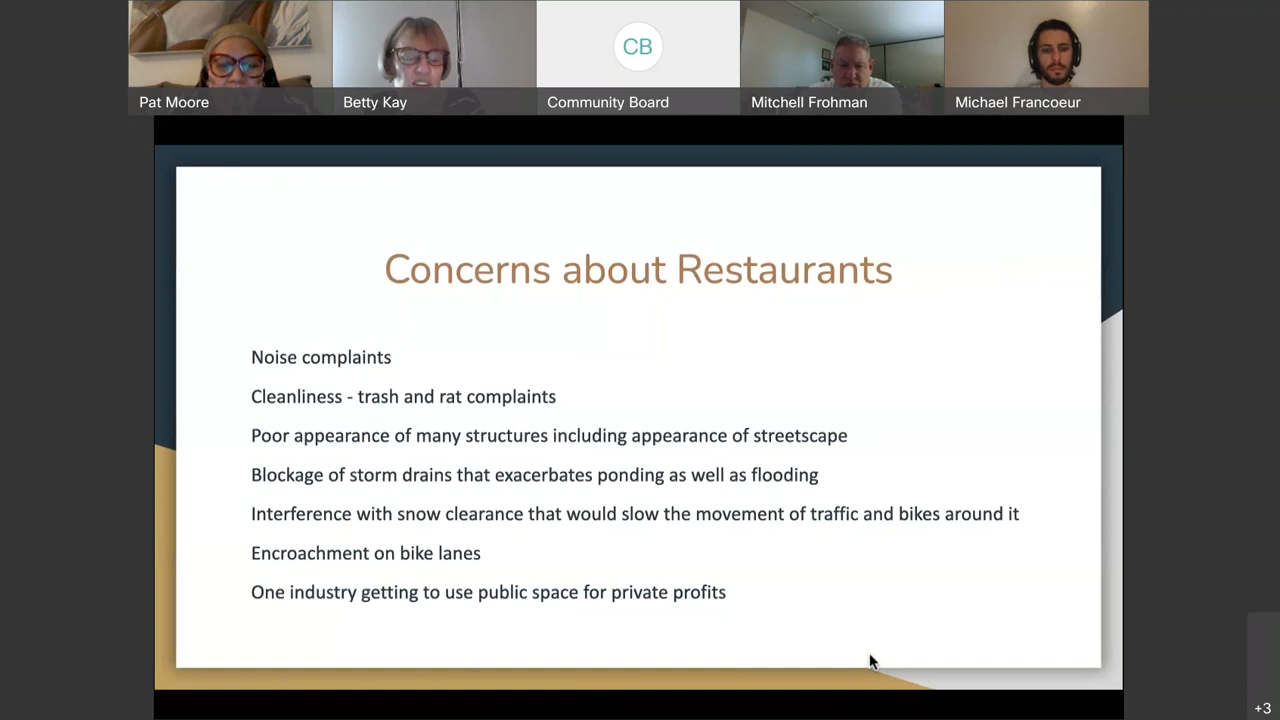 CB
Pat Moore
Betty Kay
Community Board
Mitchell Frohman
Michael Francoeur
Concerns about Restaurants
Noise complaints
Cleanliness - trash and rat complaints
Poor appearance of many structures including appearance of streetscape
Blockage of storm drains that exacerbates ponding as well as flooding
Interference with snow clearance that would slow the movement of traffic and bikes around it
Encroachment on bike lanes
One industry getting to use public space for private profits
+3